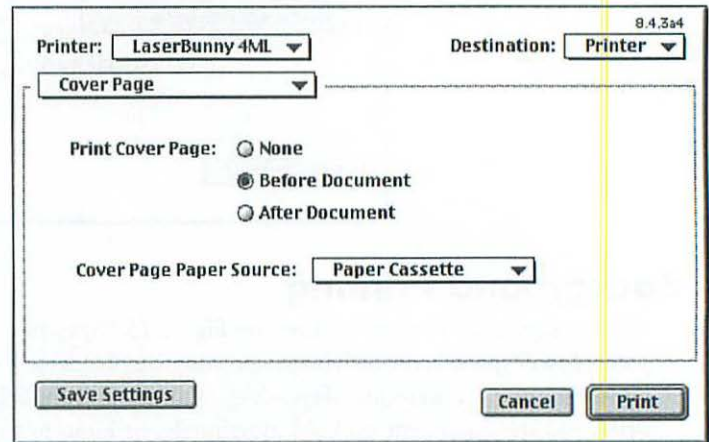 8.4.3a4
Printer: LaserBunny 4ML Destination: Printer
Cover Page
Print Cover Page: None
Before Document
After Document
Cover Page Paper Source: Paper Cassette
Save Settings Cancel Print